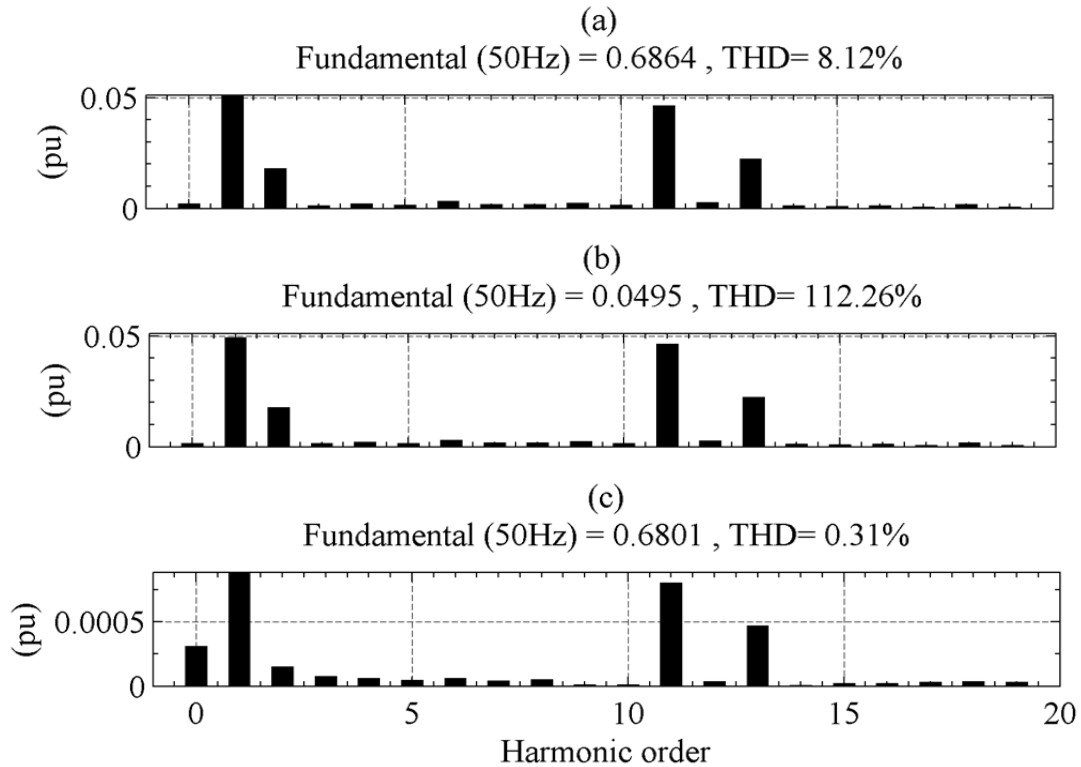 (a)
Fundamental (50Hz) = 0.6864 , THD= 8.12%
0.05
(pu)
0
(b)
Fundamental (50Hz) = 0.0495 , THD= 112.26%
0.05
(pu)
0
(c)
Fundamental (50Hz) = 0.6801 , THD= 0.31%
0.0005
(pu)
0
0 5 10 15 20
Harmonic order